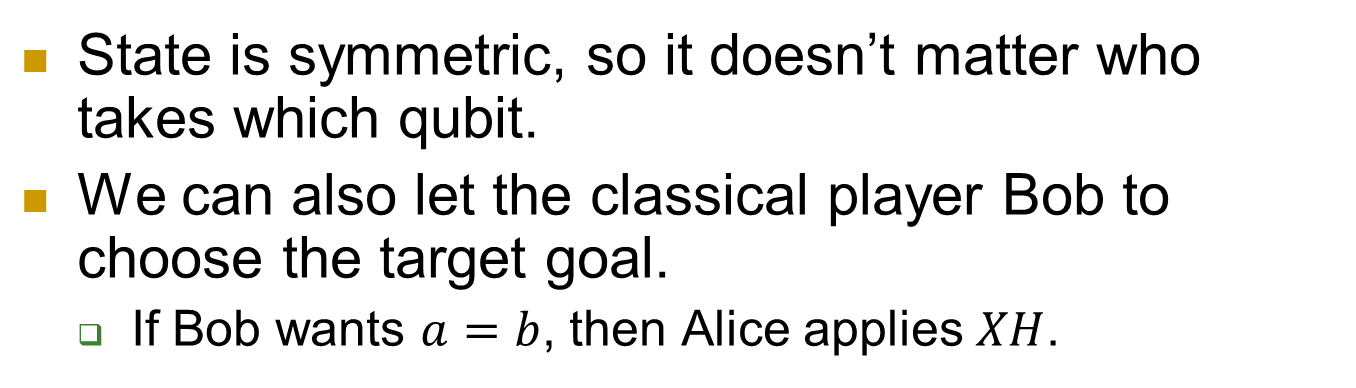 State is symmetric, so it doesn’t matter who
takes which qubit.
We can also let the classical player Bob to
choose the target goal.
If Bob wants 𝑎 = 𝑏, then Alice applies 𝑋𝐻.